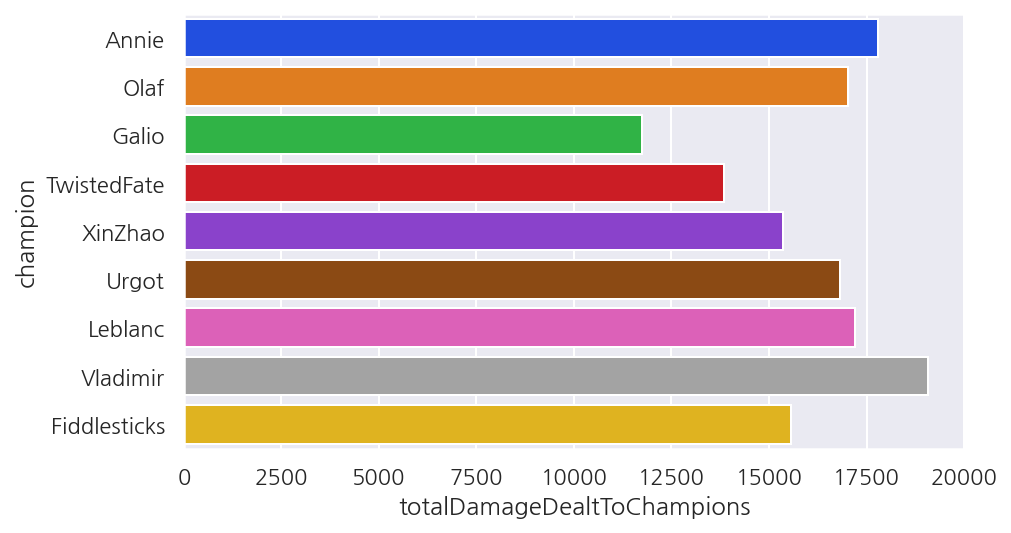 Annie
Olaf
Galio
TwistedFate
XinZhao
Urgot
Leblanc
Vladimir
Fiddlesticks
champion
0 2500 5000 7500 10000 12500 15000 17500 20000
totalDamageDealtToChampions